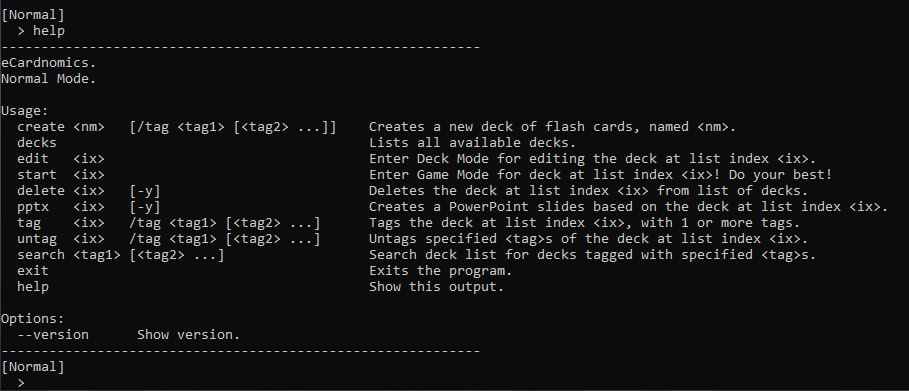 [Normal]
  > help
------------------------------------------------------------
eCardnomics.
Normal Mode.

Usage:
  create <nm>   [/tag <tag1> [<tag2> ...]]    Creates a new deck of flash cards, named <nm>.
  decks                                       Lists all available decks.
  edit   <ix>                                 Enter Deck Mode for editing the deck at list index <ix>.
  start  <ix>                                 Enter Game Mode for deck at list index <ix>! Do your best!
  delete <ix>   [-y]                          Deletes the deck at list index <ix> from list of decks.
  pptx   <ix>   [-y]                          Creates a PowerPoint slides based on the deck at list index <ix>.
  tag    <ix>   /tag <tag1> [<tag2> ...]      Tags the deck at list index <ix>, with 1 or more tags.
  untag  <ix>   /tag <tag1> [<tag2> ...]      Untags specified <tag>s of the deck at list index <ix>.
  search <tag1> [<tag2> ...]                  Search deck list for decks tagged with specified <tag>s.
  exit                                        Exits the program.
  help                                        Show this output.

Options:
  --version      Show version.
------------------------------------------------------------
[Normal]
  >